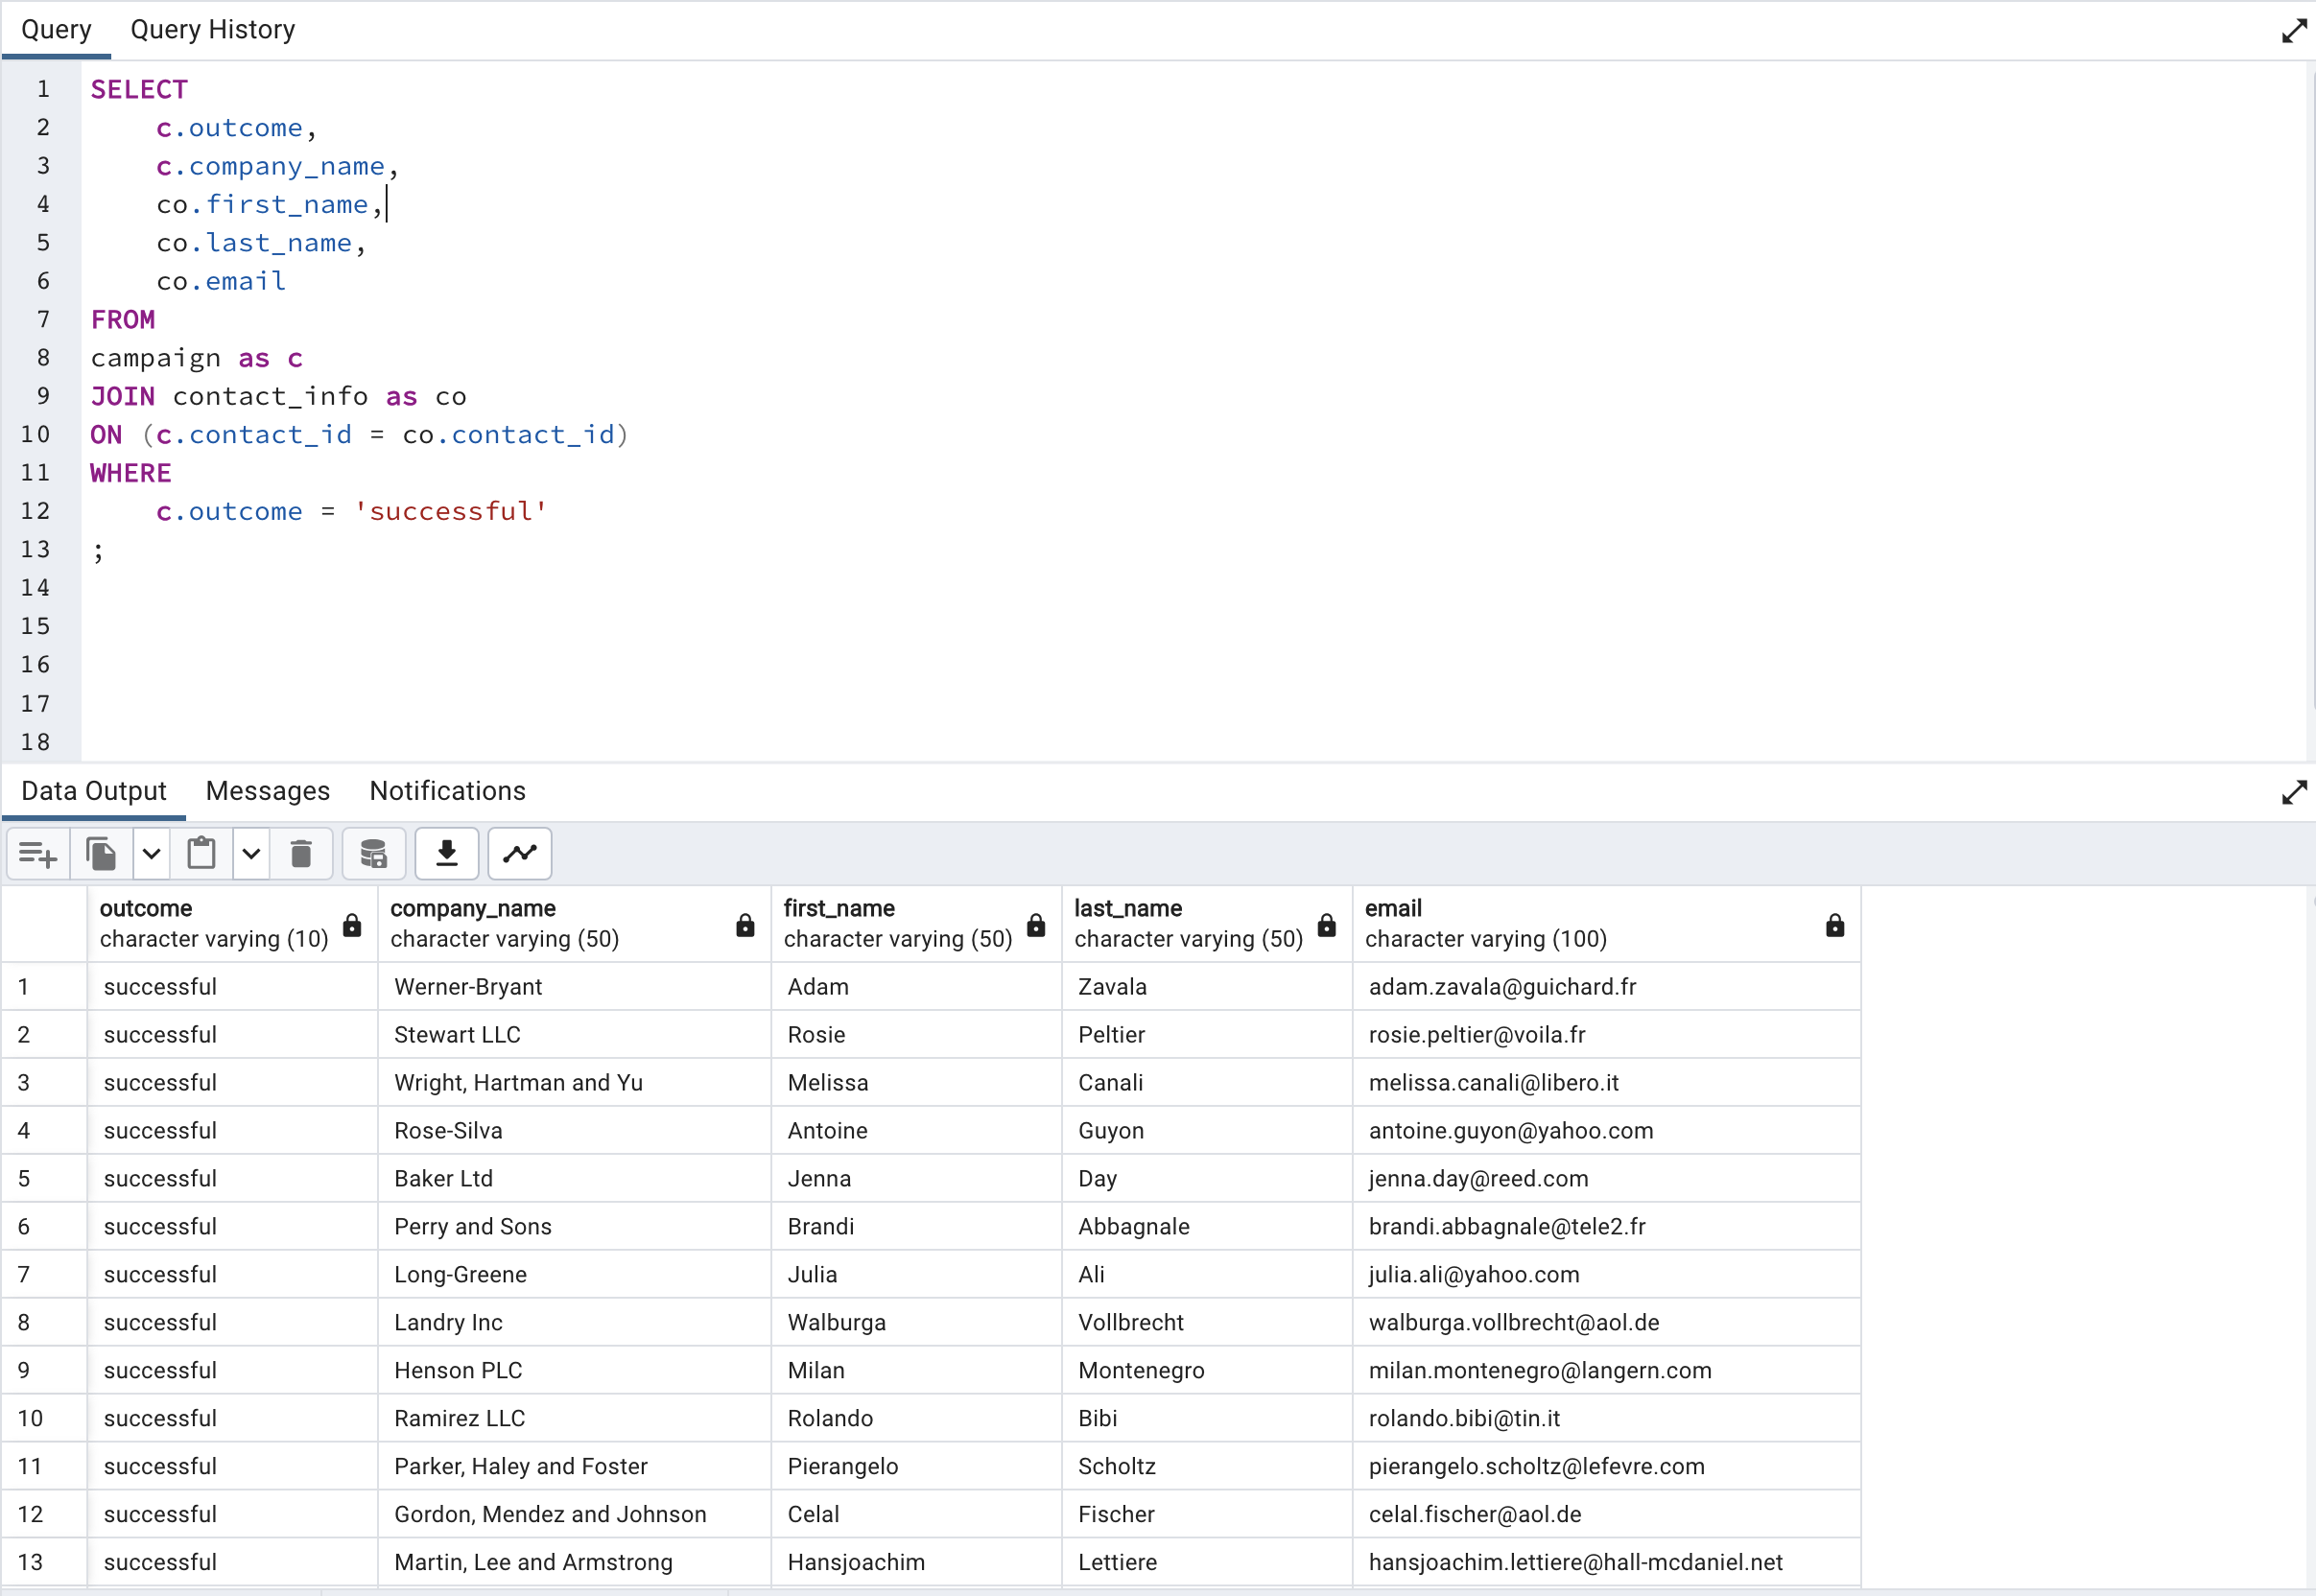 Query Query History
1 SELECT
2 c.outcome,
3 c.company_name,
4 co.first_name,
5 co.last_name,
6 co.email
7 FROM
8 campaign as c
9 JOIN contact_info as co
10 ON (c.contact_id = co.contact_id)
11 WHERE
12 c.outcome = 'successful'
13 ;
14
15
16
17
18
Data Output Messages Notifications
outcome company_name first_name last_name email
character varying (10) character varying (50) character varying (50) character varying (50) character varying (100)
1 successful Werner-Bryant Adam Zavala adam.zavala@guichard.fr
2 successful Stewart LLC Rosie Peltier rosie.peltier@voila.fr
3 successful Wright, Hartman and Yu Melissa Canali melissa.canali@libero.it
4 successful Rose-Silva Antoine Guyon antoine.guyon@yahoo.com
5 successful Baker Ltd Jenna Day jenna.day@reed.com
6 successful Perry and Sons Brandi Abbagnale brandi.abbagnale@tele2.fr
7 successful Long-Greene Julia Ali julia.ali@yahoo.com
8 successful Landry Inc Walburga Vollbrecht walburga.vollbrecht@aol.de
9 successful Henson PLC Milan Montenegro milan.montenegro@langern.com
10 successful Ramirez LLC Rolando Bibi rolando.bibi@tin.it
11 successful Parker, Haley and Foster Pierangelo Scholtz pierangelo.scholtz@lefevre.com
12 successful Gordon, Mendez and Johnson Celal Fischer celal.fischer@aol.de
13 successful Martin, Lee and Armstrong Hansjoachim Lettiere hansjoachim.lettiere@hall-mcdaniel.net